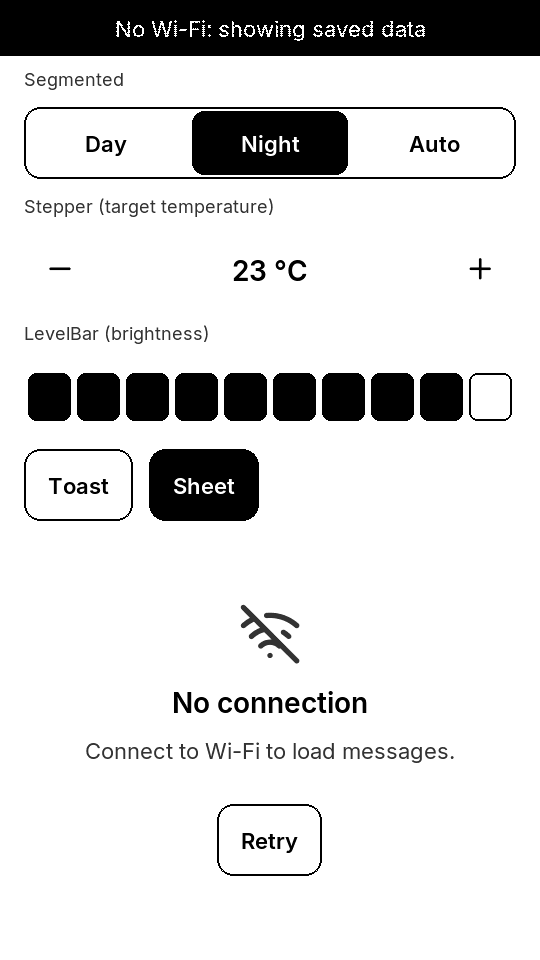 No Wi-Fi: showing saved data
Segmented
Day Night Auto
Stepper (target temperature)
− 23 °C +
LevelBar (brightness)
Toast Sheet
No connection
Connect to Wi-Fi to load messages.
Retry